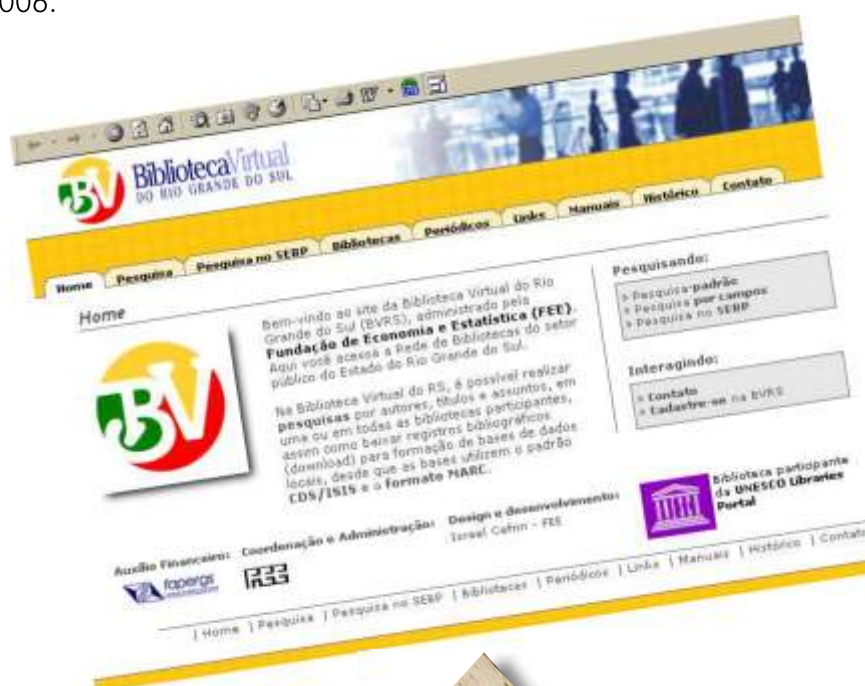 008.
BibliotecaVirtual
DO RIO GRANDE DO SUL
Home Pesquisa Pesquisa no SEBP Bibliotecas Periódicos Links Manuais Histórico Contato
Home
BV
Bem-vindo ao site da Biblioteca Virtual do Rio
Grande do Sul (BVRS), administrado pela
Fundação de Economia e Estatística (FEE).
Aqui você acessa a Rede de Bibliotecas do setor
público do Estado do Rio Grande do Sul.
Na Biblioteca Virtual do RS, é possível realizar
pesquisas por autores, títulos e assuntos, em
uma ou em todas as bibliotecas participantes,
assim como baixar registros bibliográficos
(download) para formação de bases de dados
locais, desde que as bases utilizem o padrão
CDS/ISIS e o formato MARC.
Pesquisando:
» Pesquisa-padrão
» Pesquisa por campos
» Pesquisa no SEBP
Interagindo:
» Contato
» Cadastre-se na BVRS
Auxílio Financeiro:
fapergs
Coordenação e Administração:
FEE
Design e desenvolvimento:
Israel Cefrin - FEE
Biblioteca participante
da UNESCO Libraries
Portal
| Home | Pesquisa | Pesquisa no SEBP | Bibliotecas | Periódicos | Links | Manuais | Histórico | Contato